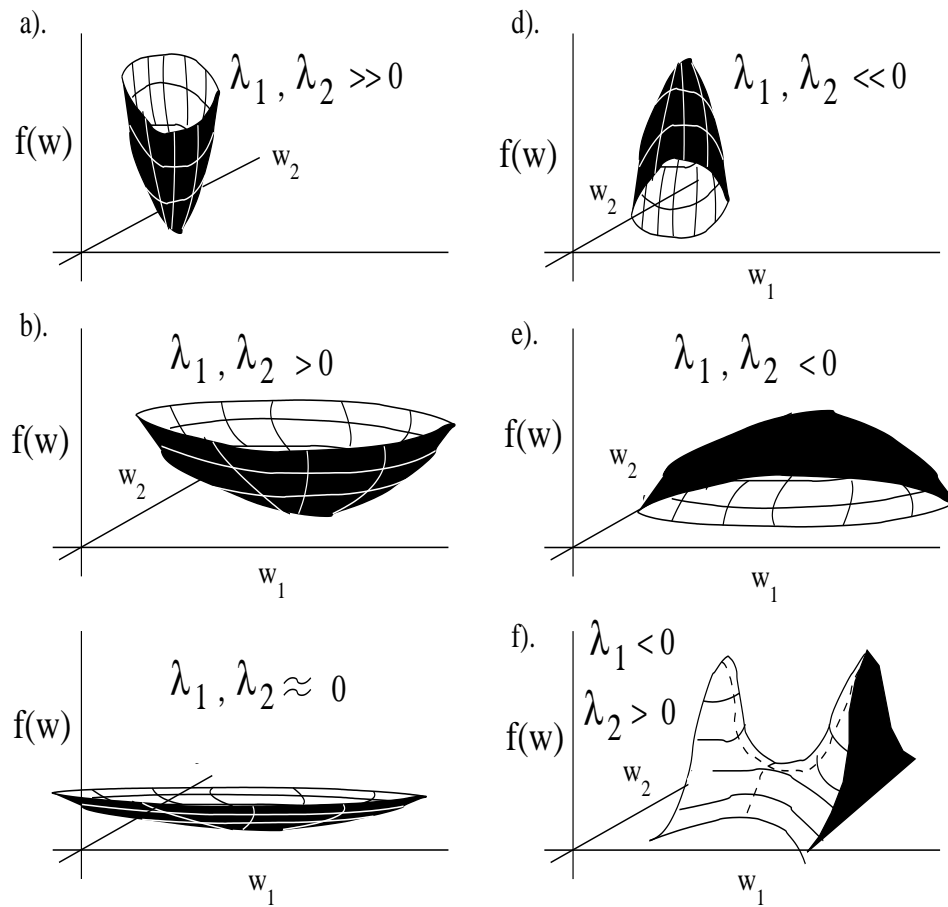 a).
λ1 , λ2 >>0
f(w)
w2
b).
λ1 , λ2 >0
f(w)
w2
w1
λ1 , λ2 ≈ 0
f(w)
w1
d).
λ1 , λ2 <<0
f(w)
w2
w1
e).
λ1 , λ2 <0
f(w)
w2
w1
f).
λ1 <0
λ2 > 0
f(w)
w2
w1